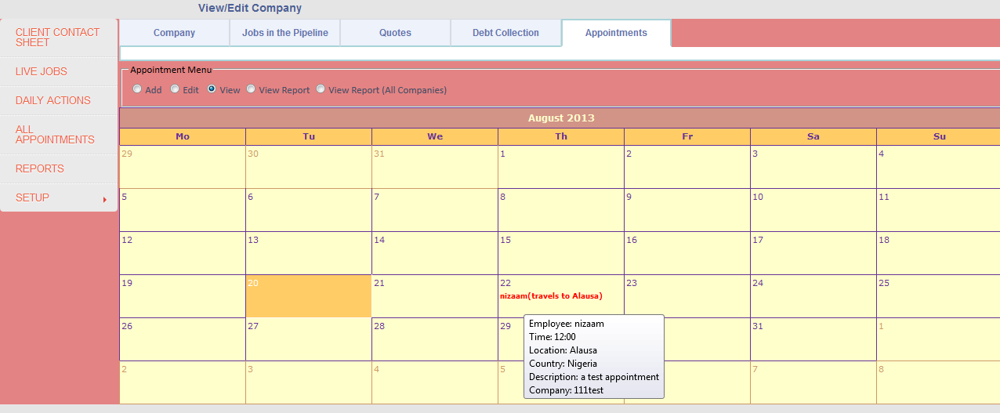 View/Edit Company
CLIENT CONTACT
SHEET
LIVE JOBS
DAILY ACTIONS
ALL
APPOINTMENTS
REPORTS
SETUP
Company Jobs in the Pipeline Quotes Debt Collection Appointments
Appointment Menu
Add Edit View View Report View Report (All Companies)
August 2013
Mo Tu We Th Fr Sa Su
29 30 31 1 2 3 4
5 6 7 8 9 10 11
12 13 14 15 16 17 18
19 20 21 22 23 24 25
nizaam(travels to Alausa)
26 27 28 29 31 1
2 3 4 5 7 8
Employee: nizaam
Time: 12:00
Location: Alausa
Country: Nigeria
Description: a test appointment
Company: 111test